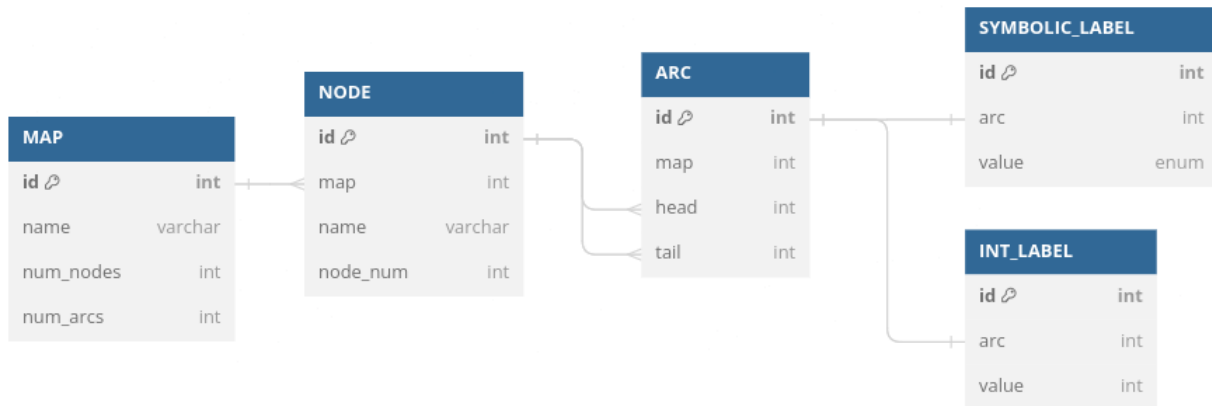 MAP
id int
name varchar
num_nodes int
num_arcs int
NODE
id int
map int
name varchar
node_num int
ARC
id int
map int
head int
tail int
SYMBOLIC_LABEL
id int
arc int
value enum
INT_LABEL
id int
arc int
value int